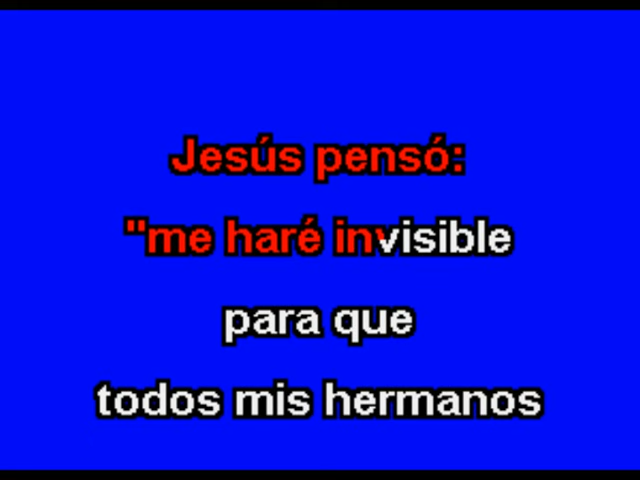 Jesús pensó:
"me haré invisible
para que
todos mis hermanos